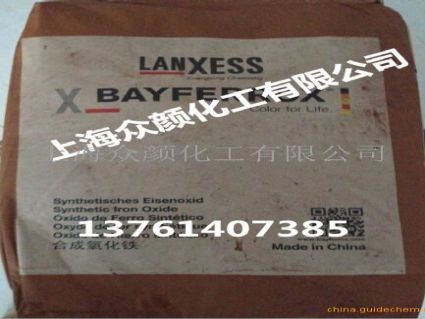 LANXESS
Energizing Chemistry
X BAYFERROX
Color for Life.
上海众颜化工有限公司
上海众颜化工有限公司
Synthetisches Eisenoxid
Synthetic Iron Oxide
Óxido de Ferro Sintético
合成氧化铁
13761407385
Made in China
china.guidechem